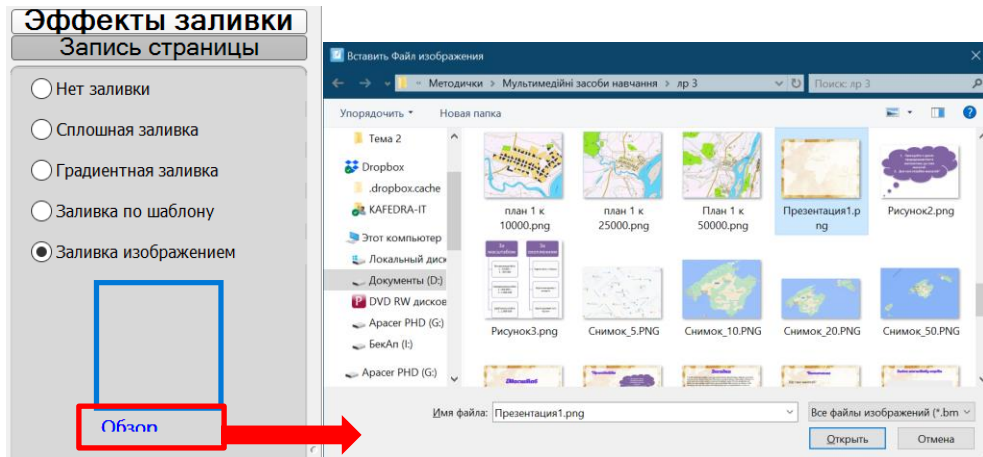 Эффекты заливки
Запись страницы
Нет заливки
Сплошная заливка
Градиентная заливка
Заливка по шаблону
Заливка изображением
Обзор
Вставить Файл изображения
« Методички > Мультимедійні засоби навчання > лр 3
Поиск: лр 3
Упорядочить
Новая папка
Тема 2
Dropbox
.dropbox.cache
KAFEDRA-IT
Этот компьютер
Локальный диск
Документы (D:)
DVD RW дисков
Apacer PHD (G:)
БекАп (I:)
Apacer PHD (G:)
план 1 к
10000.png
план 1 к
25000.png
План 1 к
50000.png
Презентация1.p
ng
Рисунок2.png
Рисунок3.png
Снимок_5.PNG
Снимок_10.PNG
Снимок_20.PNG
Снимок_50.PNG
Имя файла:
Презентация1.png
Все файлы изображений (*.bm
Открыть
Отмена